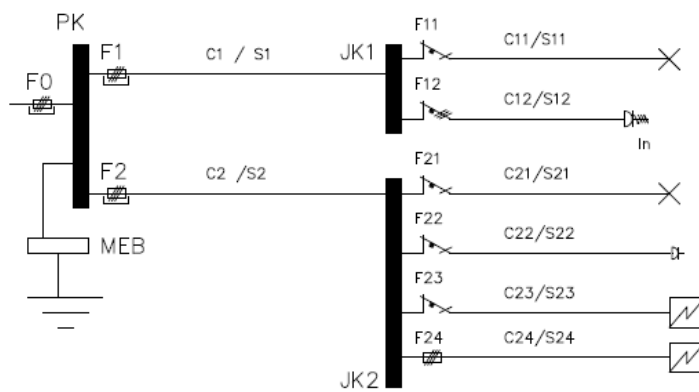 PK
F0
F1
C1 / S1
JK1
F11
C11/S11
F12
C12/S12
In
F2
C2 /S2
F21
C21/S21
F22
C22/S22
F23
C23/S23
F24
C24/S24
MEB
JK2